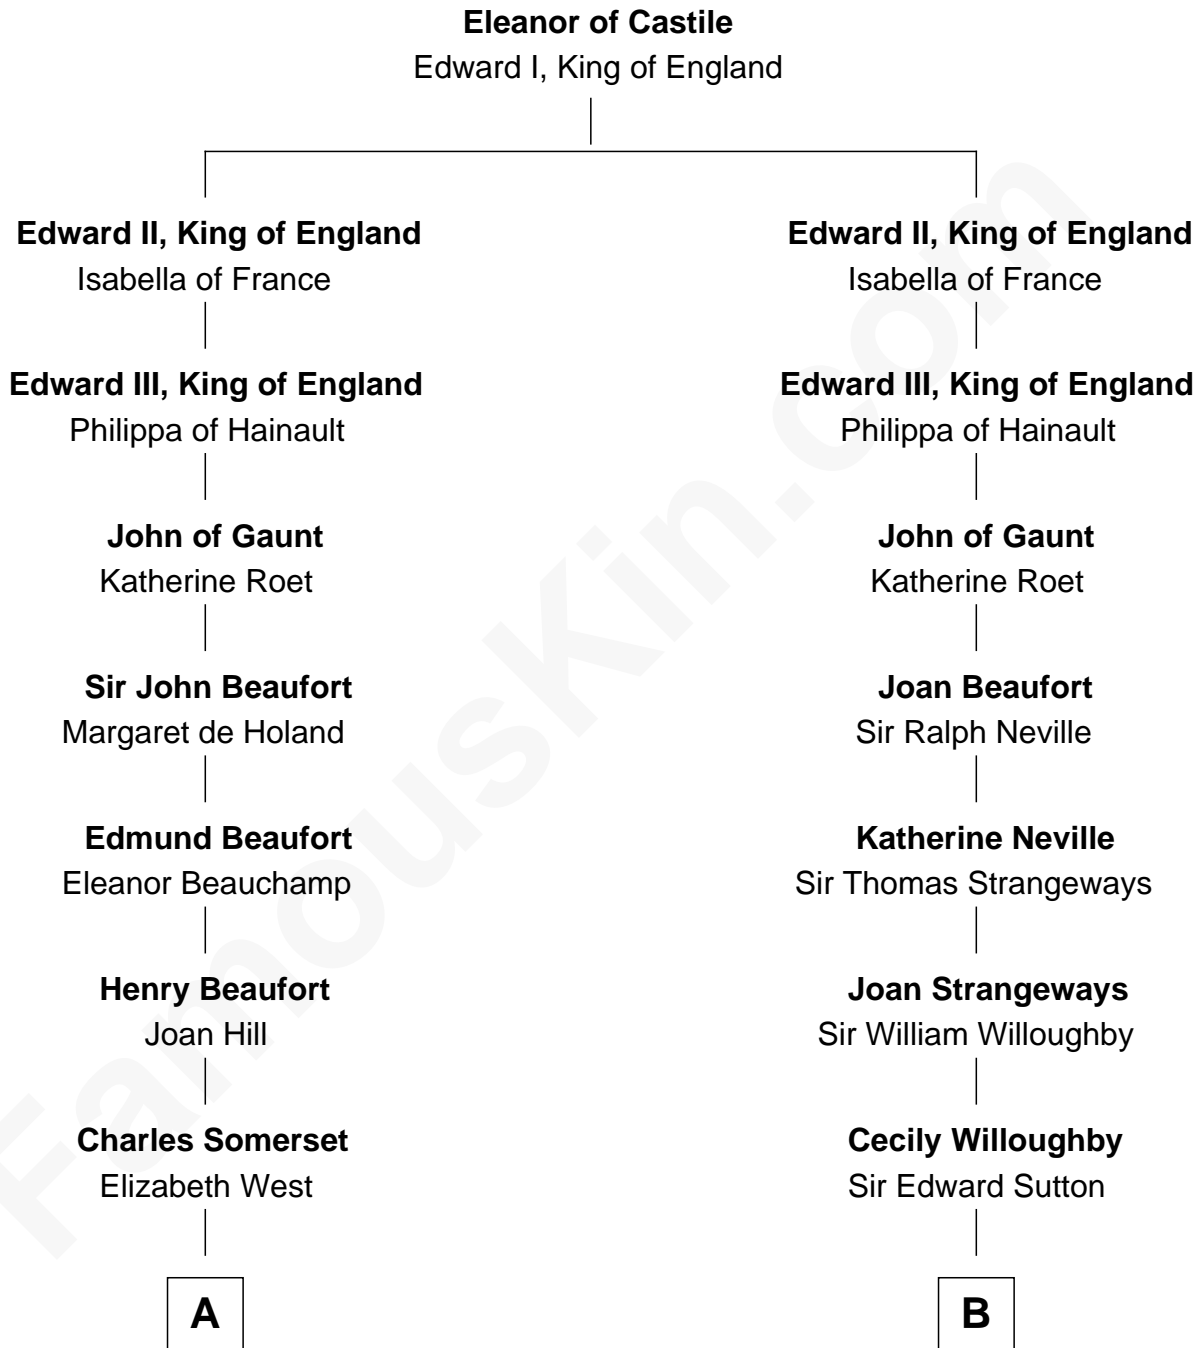 Eleanor of Castile
Edward I, King of England
Edward II, King of England
Isabella of France
Edward III, King of England
Philippa of Hainault
John of Gaunt
Katherine Roet
Sir John Beaufort
Margaret de Holand
Edmund Beaufort
Eleanor Beauchamp
Henry Beaufort
Joan Hill
Charles Somerset
Elizabeth West
A
Edward II, King of England
Isabella of France
Edward III, King of England
Philippa of Hainault
John of Gaunt
Katherine Roet
Joan Beaufort
Sir Ralph Neville
Katherine Neville
Sir Thomas Strangeways
Joan Strangeways
Sir William Willoughby
Cecily Willoughby
Sir Edward Sutton
B
FamousKin.com